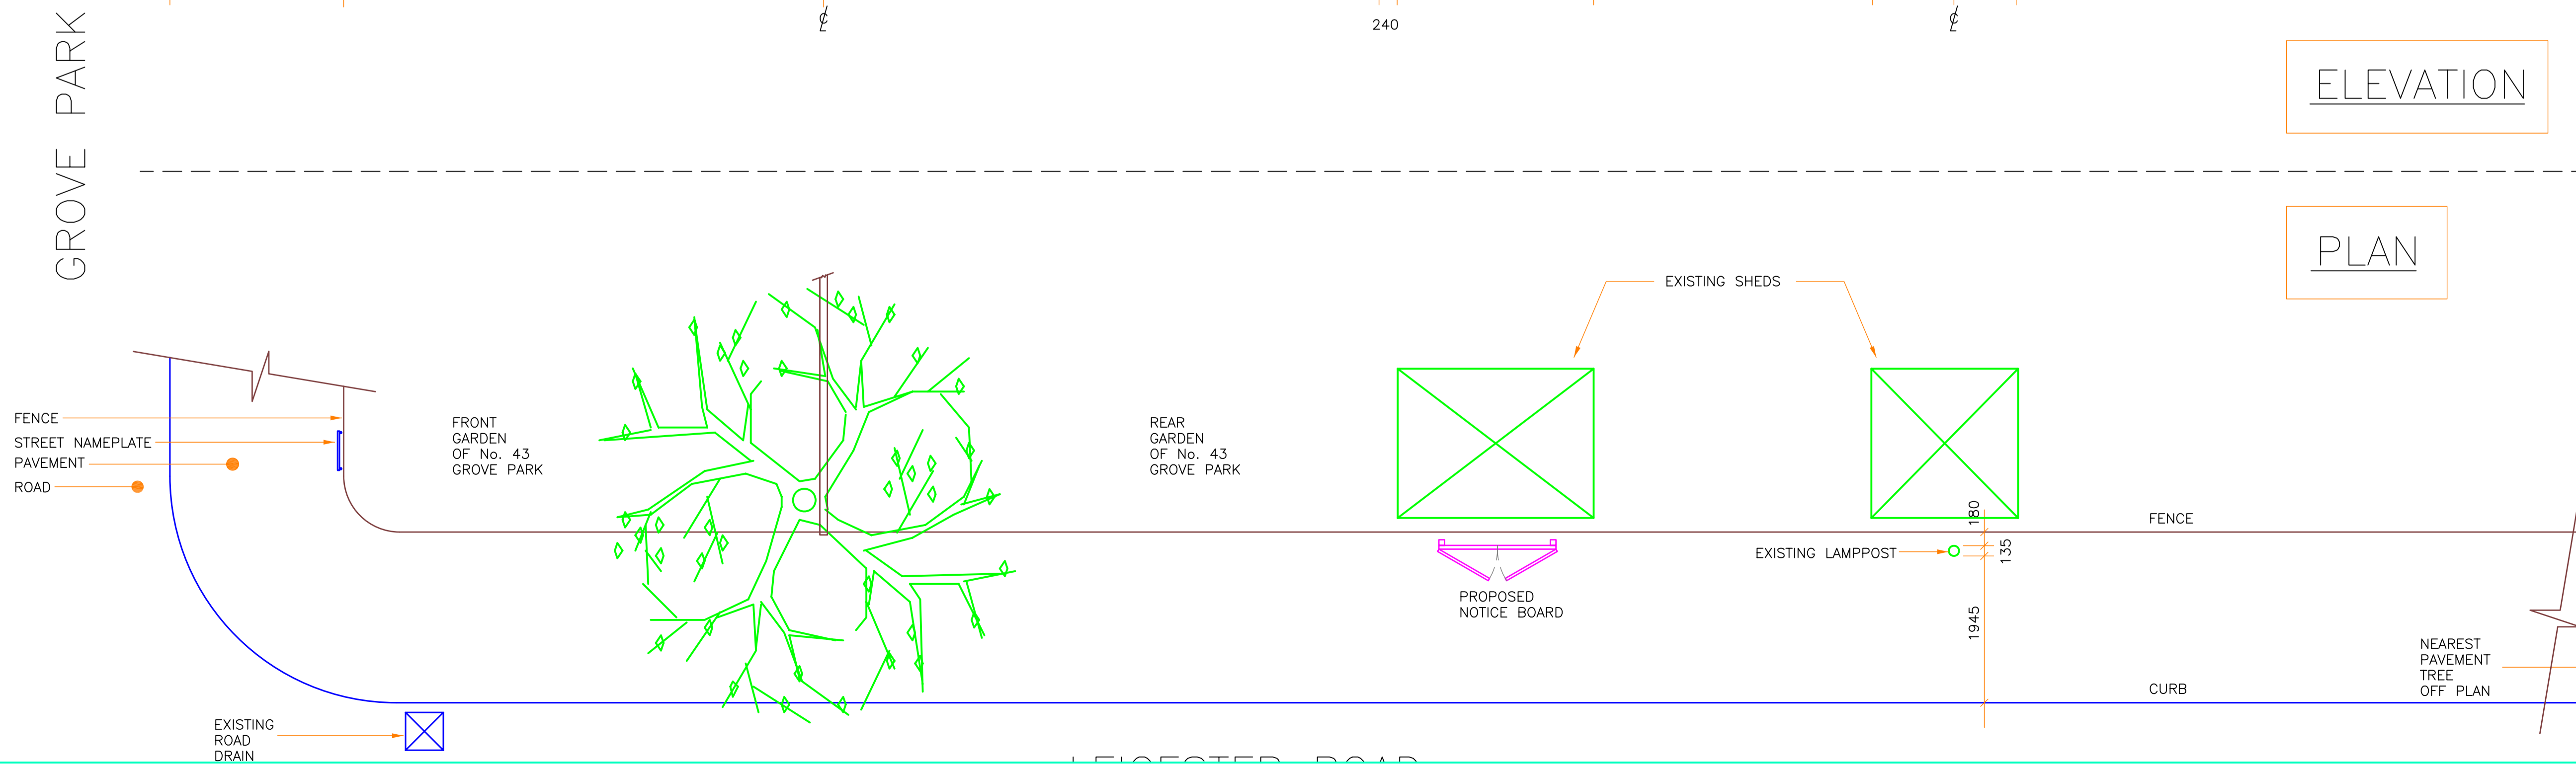 GROVE PARK
℄
240
℄
ELEVATION
PLAN
EXISTING SHEDS
FENCE
STREET NAMEPLATE
PAVEMENT
ROAD
FRONT
GARDEN
OF No. 43
GROVE PARK
REAR
GARDEN
OF No. 43
GROVE PARK
180
FENCE
EXISTING LAMPPOST
135
PROPOSED
NOTICE BOARD
1945
NEAREST
PAVEMENT
TREE
OFF PLAN
CURB
EXISTING
ROAD
DRAIN
LEICESTER ROAD